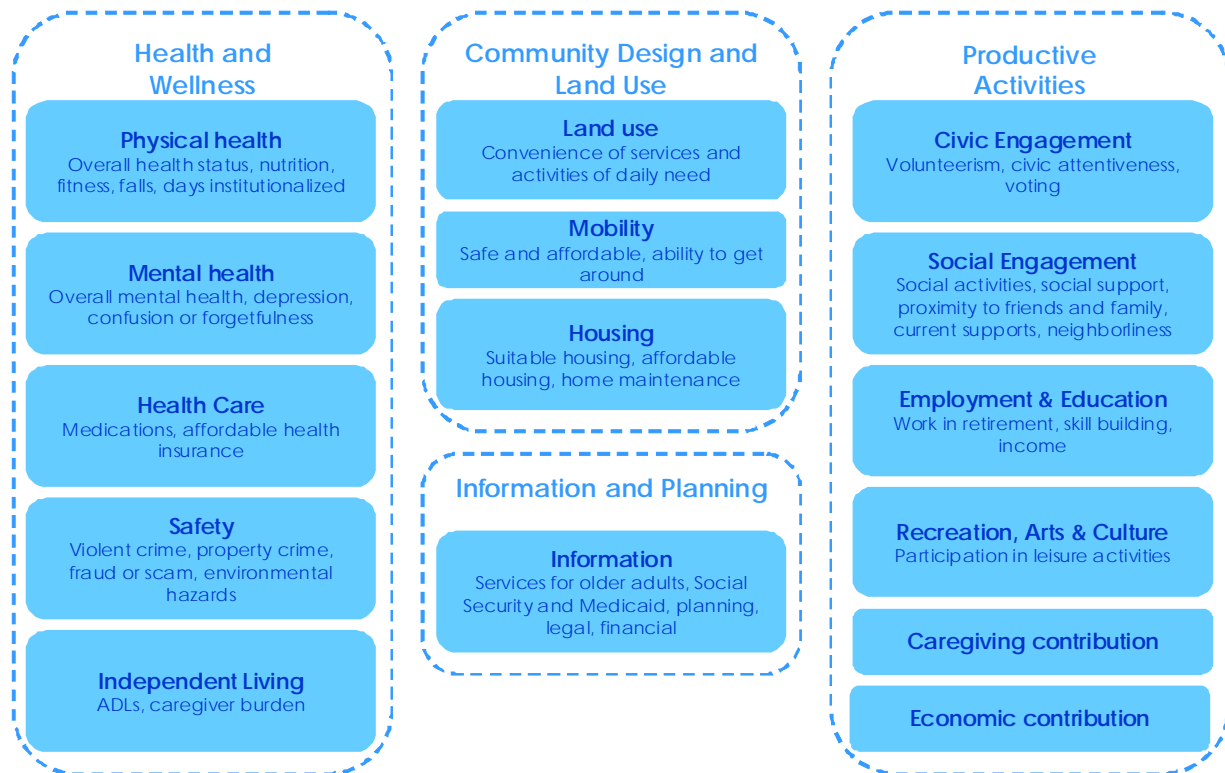 Health and
Wellness
Physical health
Overall health status, nutrition,
fitness, falls, days institutionalized
Mental health
Overall mental health, depression,
confusion or forgetfulness
Health Care
Medications, affordable health
insurance
Safety
Violent crime, property crime,
fraud or scam, environmental
hazards
Independent Living
ADLs, caregiver burden
Community Design and
Land Use
Land use
Convenience of services and
activities of daily need
Mobility
Safe and affordable, ability to get
around
Housing
Suitable housing, affordable
housing, home maintenance
Information and Planning
Information
Services for older adults, Social
Security and Medicaid, planning,
legal, financial
Productive
Activities
Civic Engagement
Volunteerism, civic attentiveness,
voting
Social Engagement
Social activities, social support,
proximity to friends and family,
current supports, neighborliness
Employment & Education
Work in retirement, skill building,
income
Recreation, Arts & Culture
Participation in leisure activities
Caregiving contribution
Economic contribution